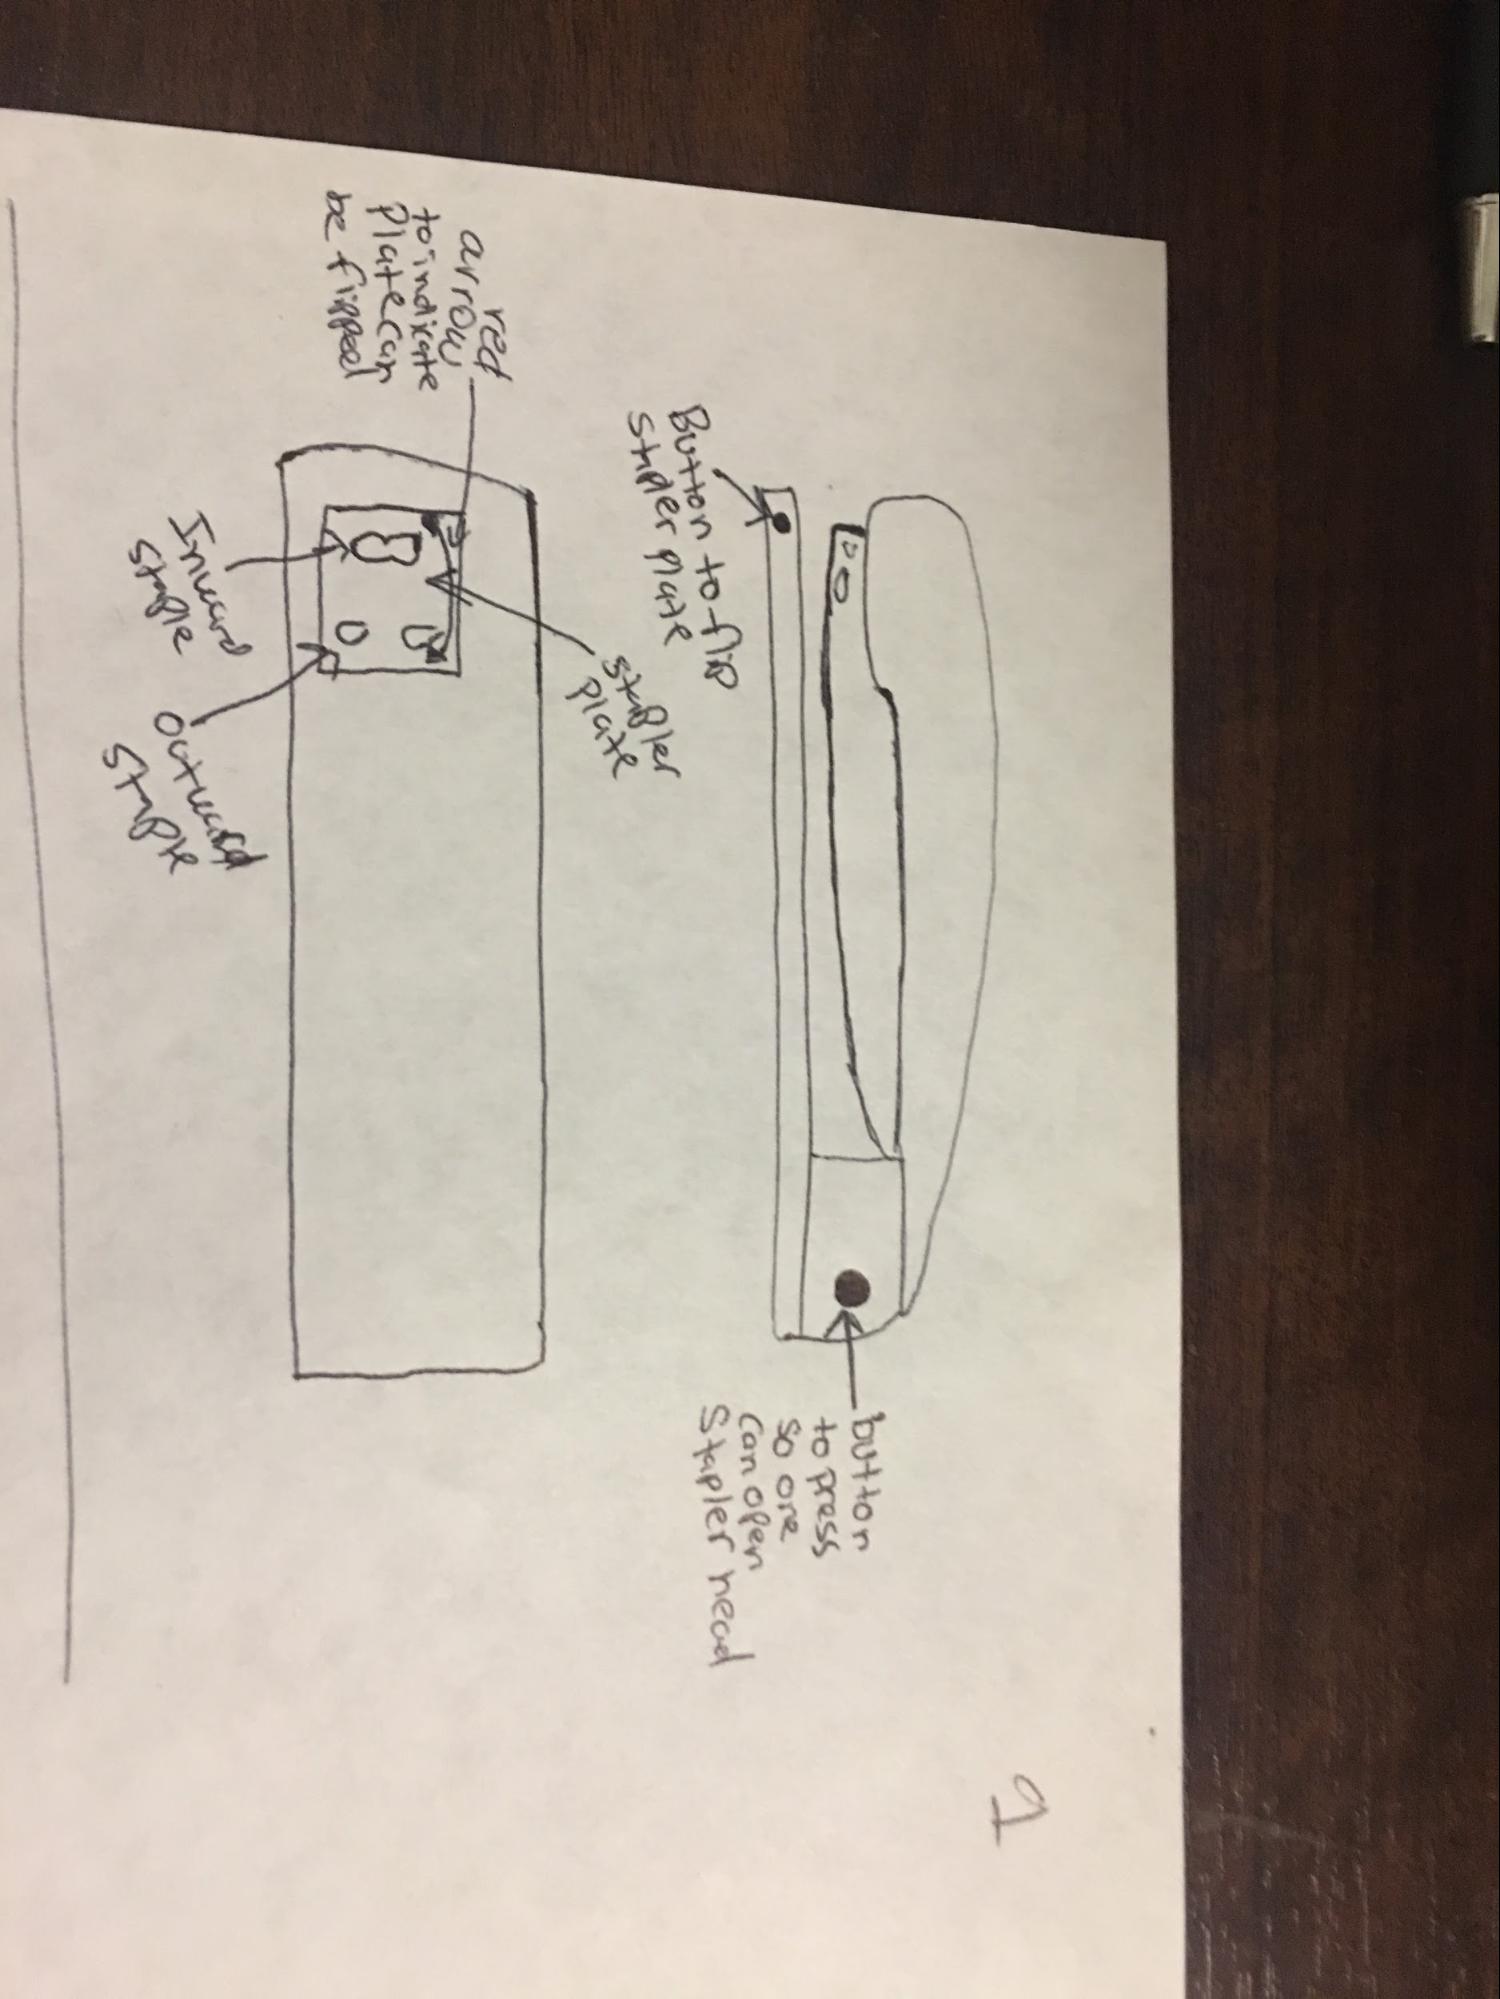 button
to press
so one
can open
Stapler head
Button to flip
stapler plate
stapler
plate
red
arrow
to indicate
plate can
be flipped
Inward
staple
outward
staple